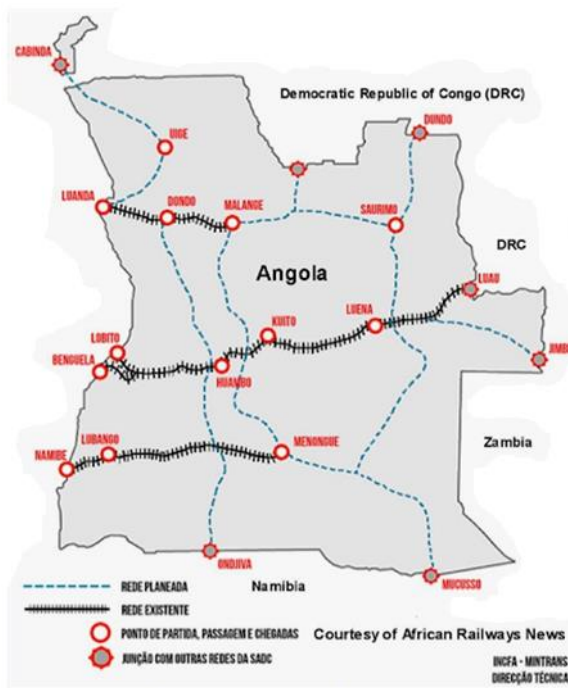 CABINDA
Democratic Republic of Congo (DRC)
DUNDO
UIGE
LUANDA
DONDO
MALANGE
SAURIMO
DRC
Angola
LUAU
LUENA
KUITO
LOBITO
BENGUELA
HUAMBO
JIMBE
MENONGUE
Zambia
LUBANGO
NAMIBE
ONDJIVA
MUCUSSO
REDE PLANEADA
Namibia
REDE EXISTENTE
PONTO DE PARTIDA, PASSAGEM E CHEGADAS
Courtesy of African Railways News
JUNÇÃO COM OUTRAS REDES DA SADC
INCFA - MINTRANS
DIRECÇÃO TÉCNICA